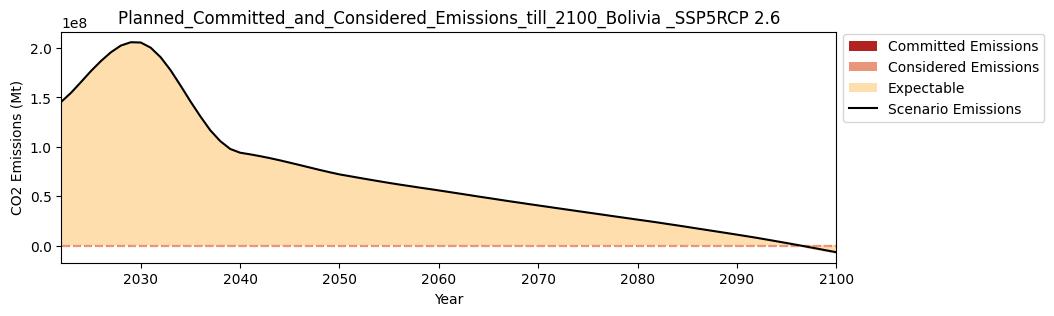 Planned_Committed_and_Considered_Emissions_till_2100_Bolivia _SSP5RCP 2.6
1e8
CO2 Emissions (Mt)
2.0
1.5
1.0
0.5
0.0
2030 2040 2050 2060 2070 2080 2090 2100
Year
Committed Emissions
Considered Emissions
Expectable
Scenario Emissions